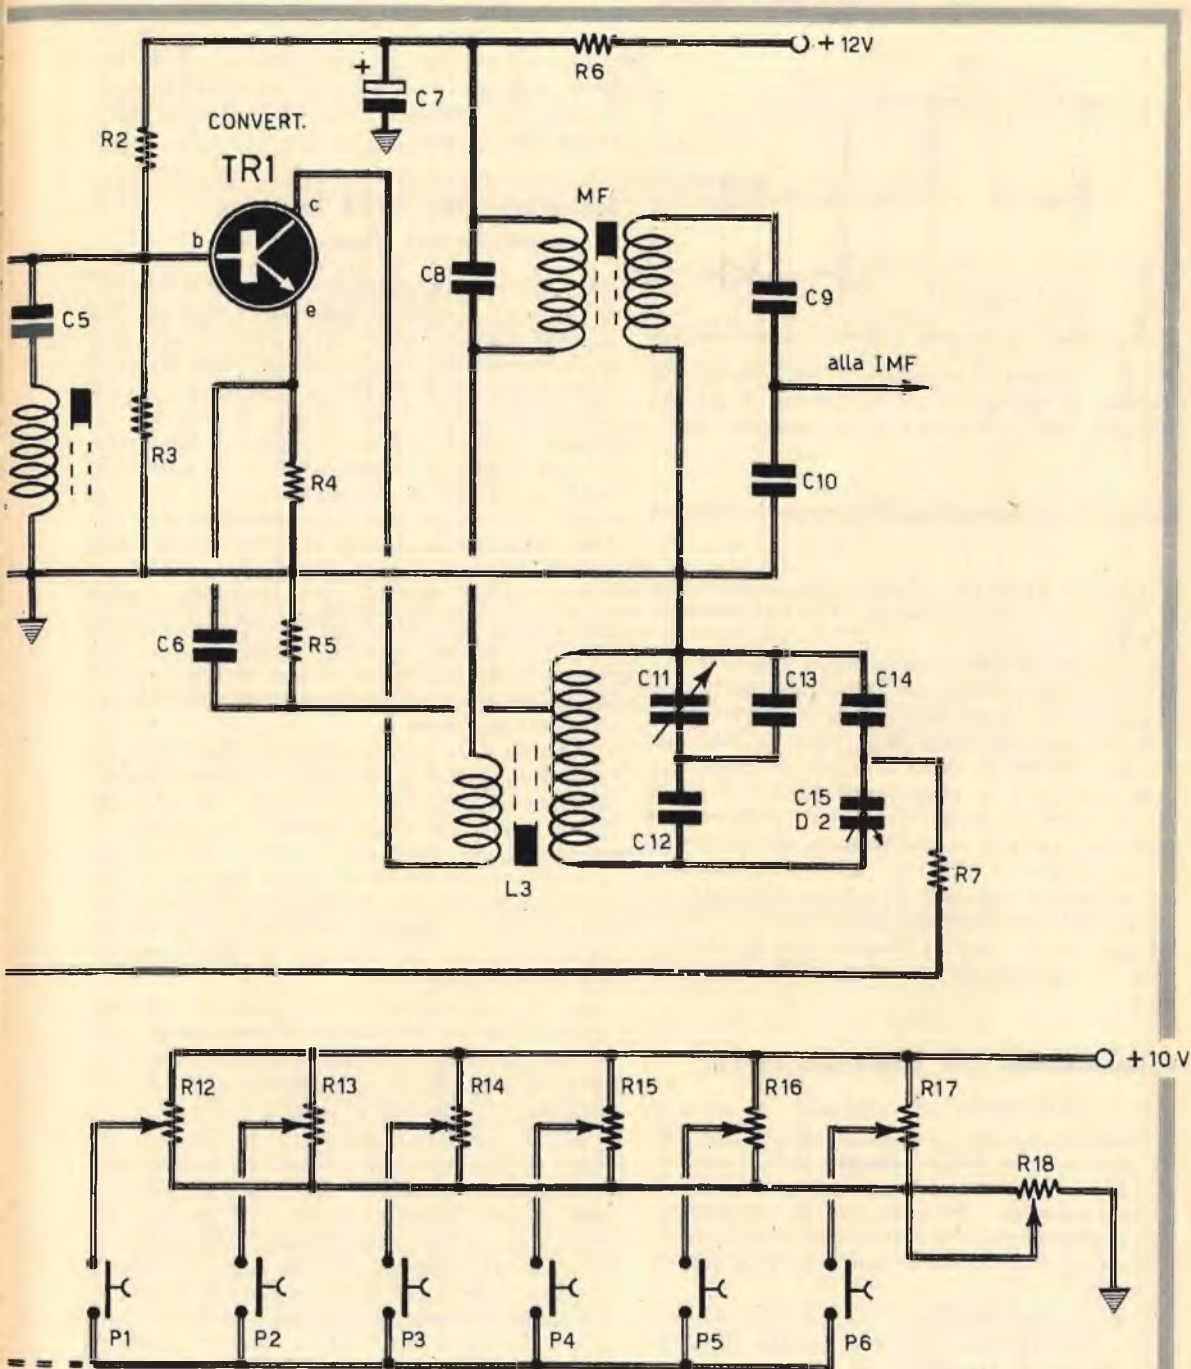 + 12V
R6
+
C7
CONVERT.
R2
TR1
c
MF
b
C8
C9
e
C5
alla IMF
R3
R4
C10
C6
R5
C11
C13
C14
C15
D 2
C12
R7
L3
+ 10 V
R12
R13
R14
R15
R16
R17
R18
P1
P2
P3
P4
P5
P6